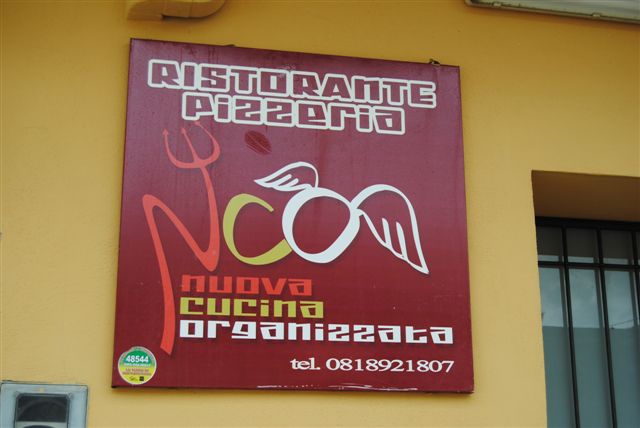 RISTORANTE
Pizzeria
NCO
nuova
cucina
organizzata
tel. 0818921807
48544